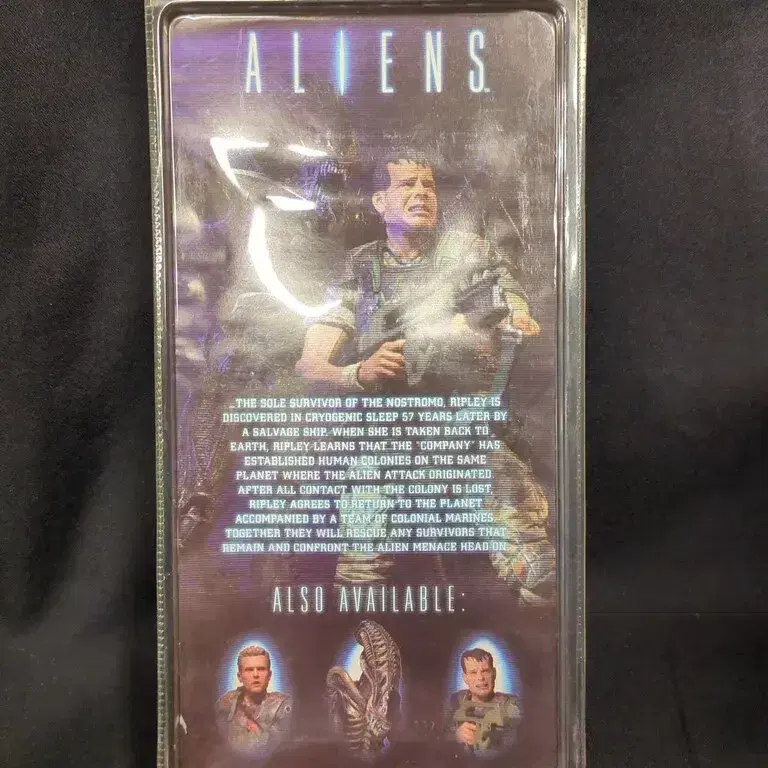 ALIENS™
...THE SOLE SURVIVOR OF THE NOSTROMO, RIPLEY IS
DISCOVERED IN CRYOGENIC SLEEP 57 YEARS LATER BY
A SALVAGE SHIP. WHEN SHE IS TAKEN BACK TO
EARTH, RIPLEY LEARNS THAT THE "COMPANY" HAS
ESTABLISHED HUMAN COLONIES ON THE SAME
PLANET WHERE THE ALIEN ATTACK ORIGINATED.
AFTER ALL CONTACT WITH THE COLONY IS LOST,
RIPLEY AGREES TO RETURN TO THE PLANET
ACCOMPANIED BY A TEAM OF COLONIAL MARINES.
TOGETHER THEY WILL RESCUE ANY SURVIVORS THAT
REMAIN AND CONFRONT THE ALIEN MENACE HEAD ON.
ALSO AVAILABLE: